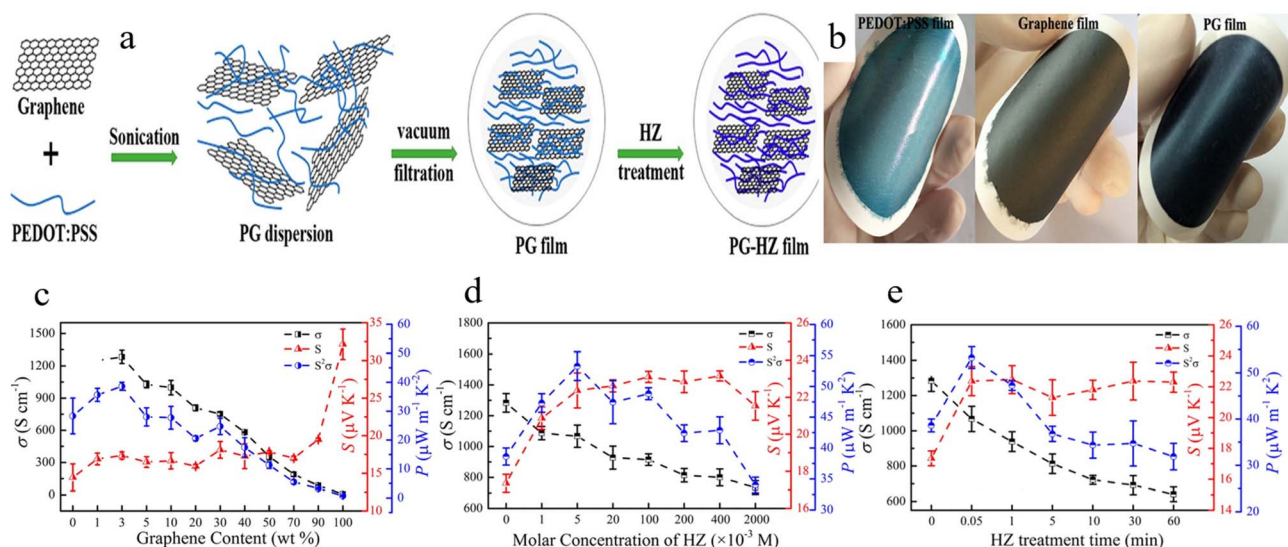 a
Graphene
+
PEDOT:PSS
Sonication
PG dispersion
vacuum
filtration
PG film
HZ
treatment
PG-HZ film
b
PEDOT:PSS film
Graphene film
PG film
c
σ (S cm⁻¹)
1500
1200
900
600
300
0
0 1 3 5 10 20 30 40 50 70 90 100
Graphene Content (wt %)
σ
S
S²σ
35
30
25
20
15
10
S (μV K⁻¹)
60
50
40
30
20
10
0
P (μW m⁻¹ K⁻²)
d
σ (S cm⁻¹)
1800
1600
1400
1200
1000
800
600
0 1 5 20 100 200 400 2000
Molar Concentration of HZ (×10⁻³ M)
σ
S
S²σ
26
24
22
20
18
16
S (μV K⁻¹)
60
55
50
45
40
35
30
P (μW m⁻¹ K²)
e
σ (S cm⁻¹)
1600
1400
1200
1000
800
600
0 0.05 1 5 10 30 60
HZ treatment time (min)
σ
S
S²σ
26
24
22
20
18
16
14
S (μV K⁻¹)
60
50
40
30
20
P (μW m⁻¹ K²)